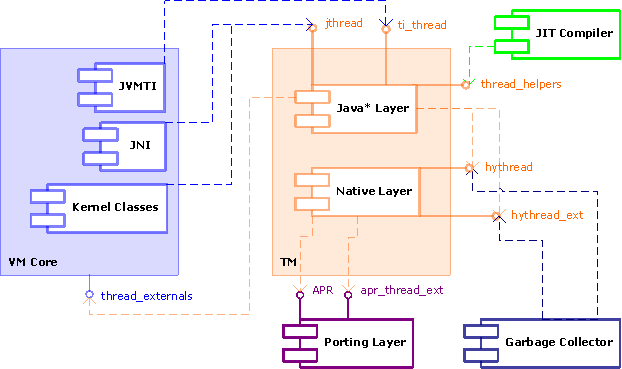 jthread
ti_thread
JIT Compiler
JVMTI
thread_helpers
Java* Layer
JNI
hythread
Kernel Classes
Native Layer
hythread_ext
VM Core
TM
thread_externals
APR
apr_thread_ext
Porting Layer
Garbage Collector